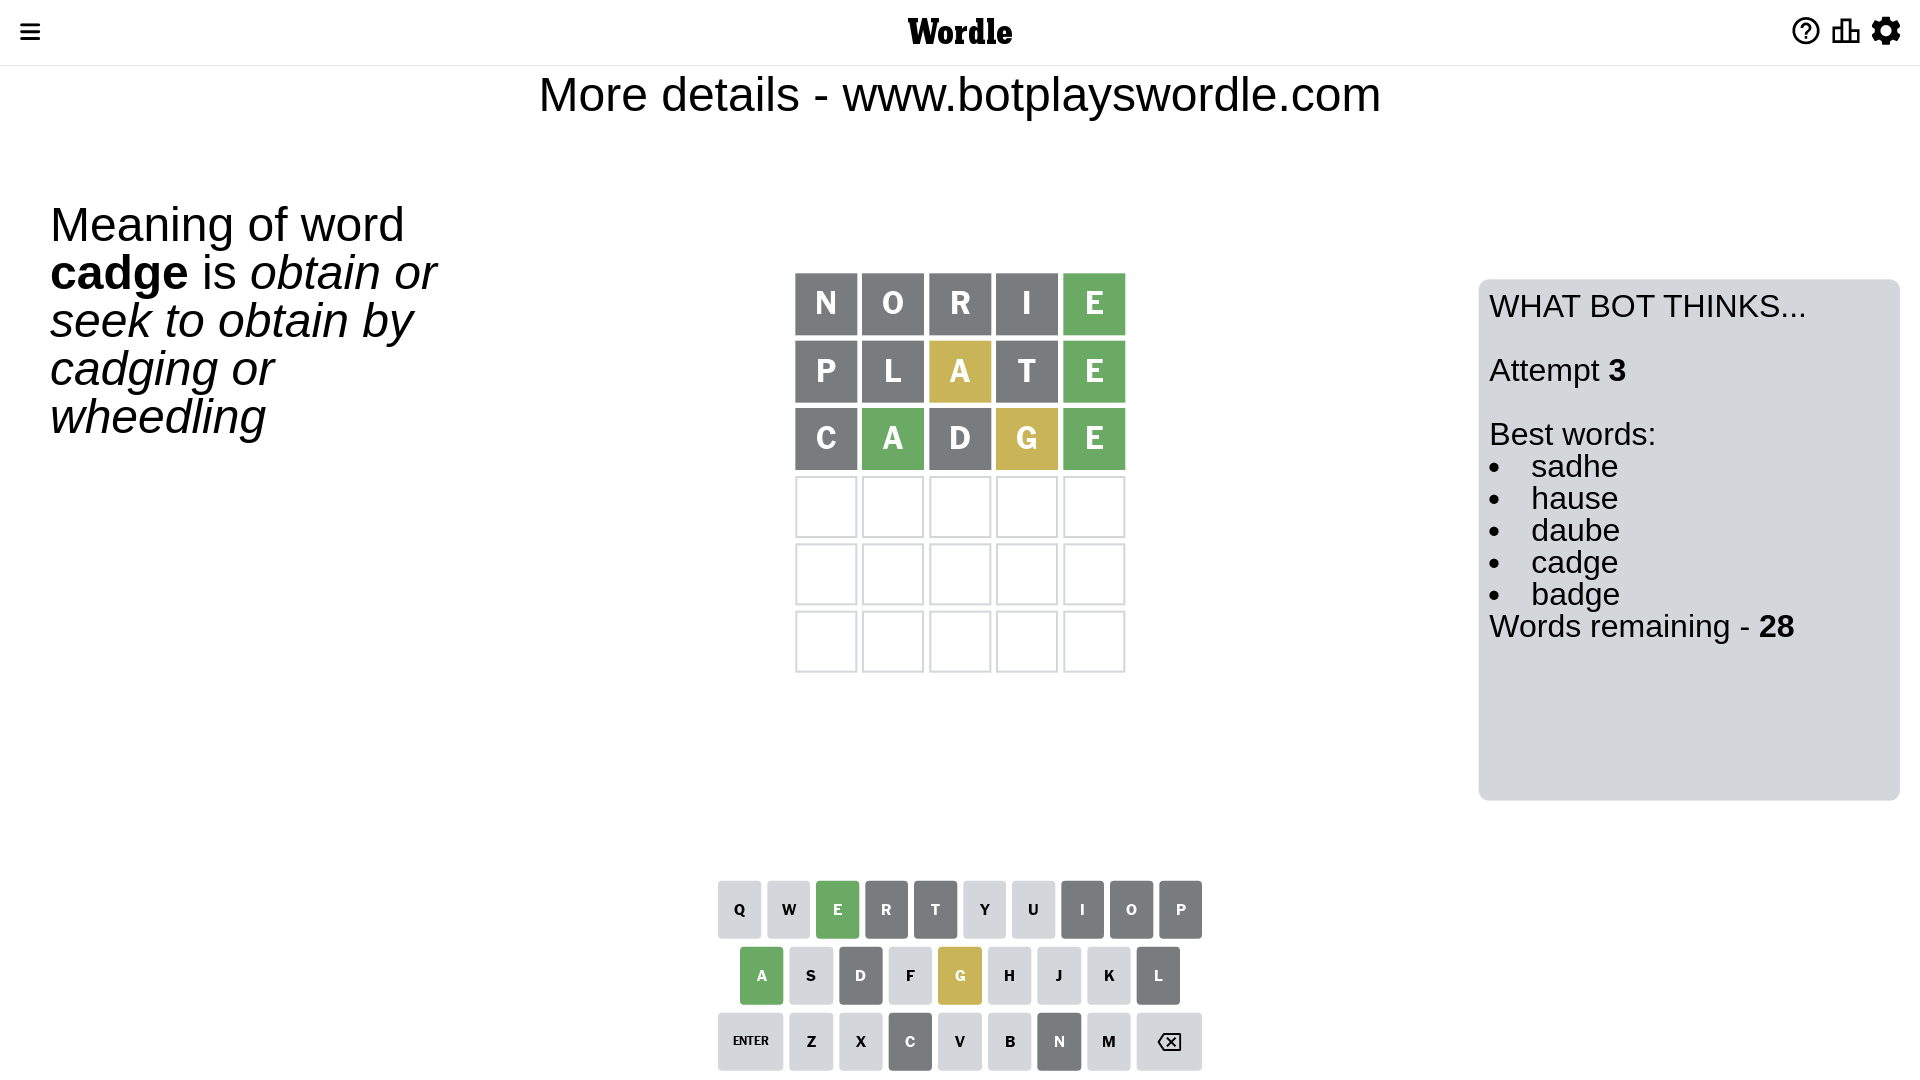 Wordle
More details - www.botplayswordle.com
Meaning of word
cadge is obtain or
seek to obtain by
cadging or
wheedling
N O R I E
P L A T E
C A D G E
WHAT BOT THINKS...
Attempt 3
Best words:
• sadhe
• hause
• daube
• cadge
• badge
Words remaining - 28
Q W E R T Y U I O P
A S D F G H J K L
ENTER Z X C V B N M